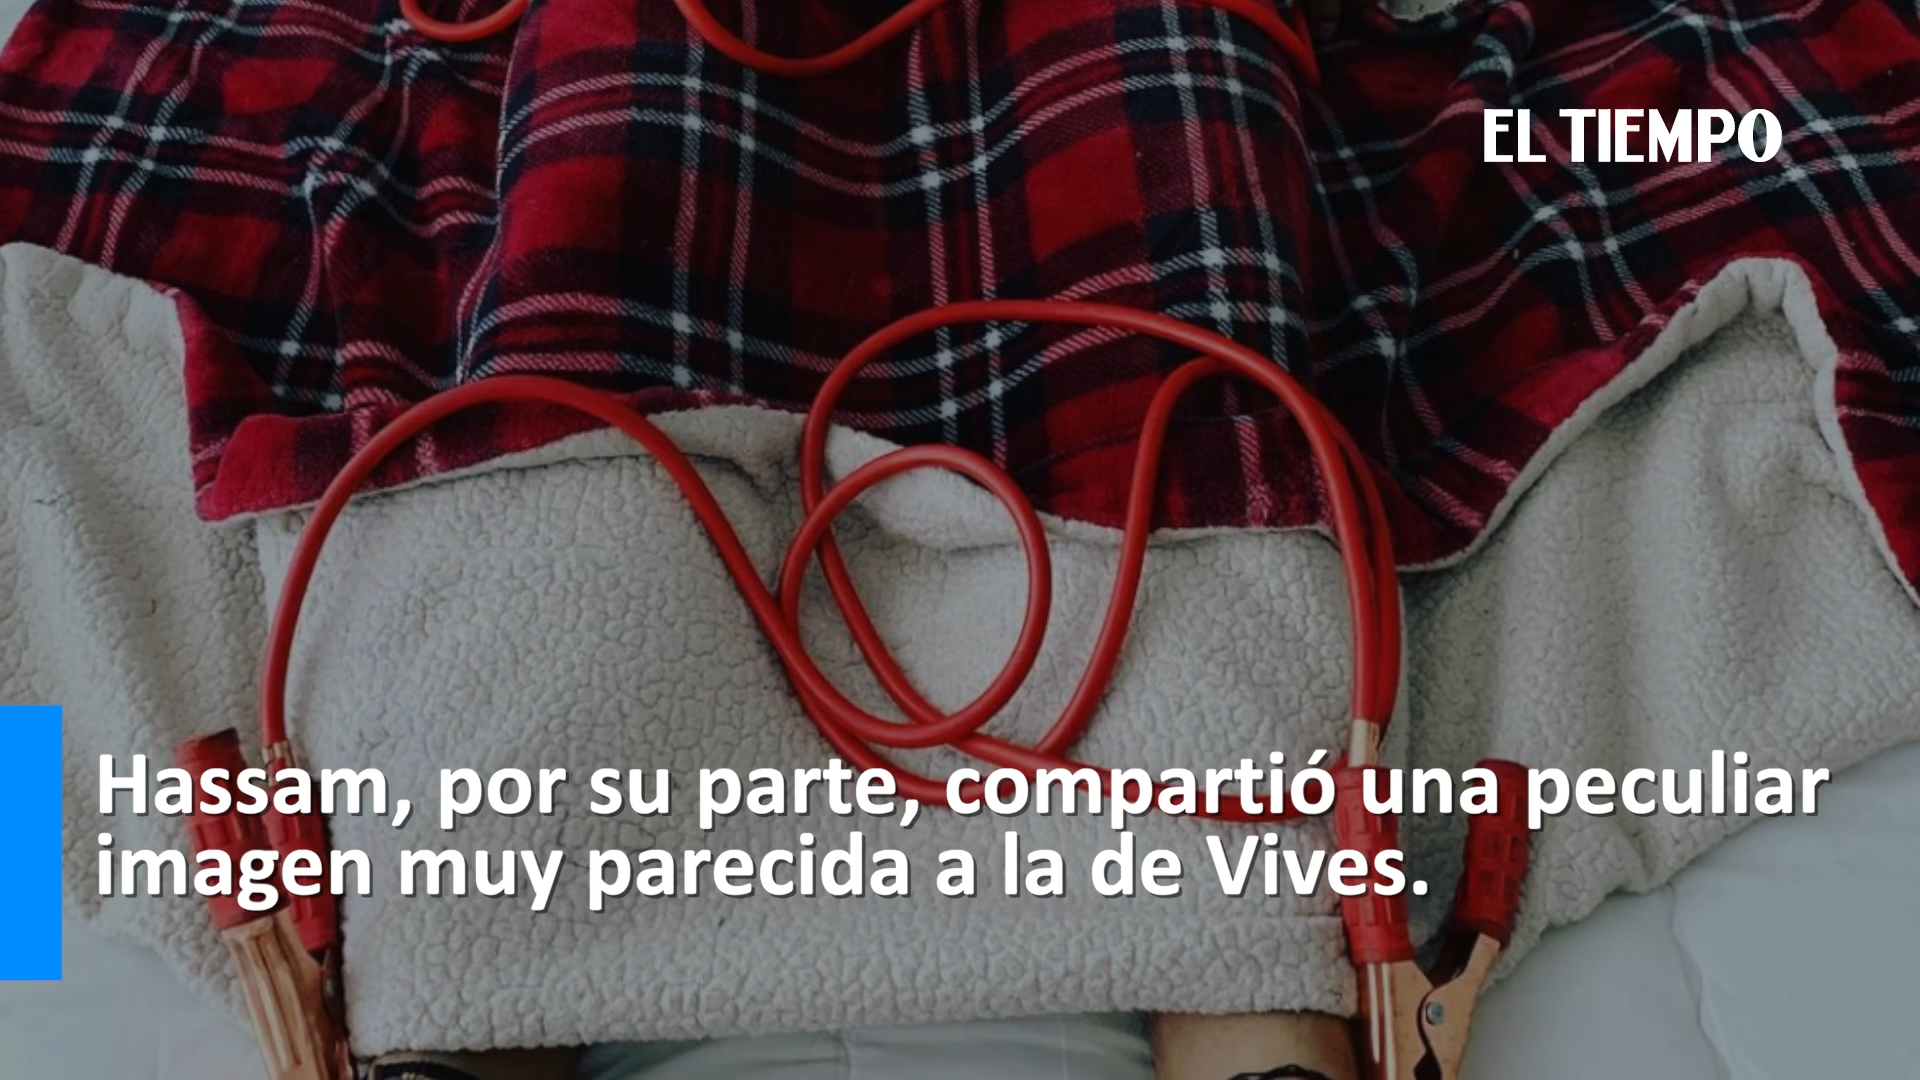 EL TIEMPO
Hassam, por su parte, compartió una peculiar
imagen muy parecida a la de Vives.